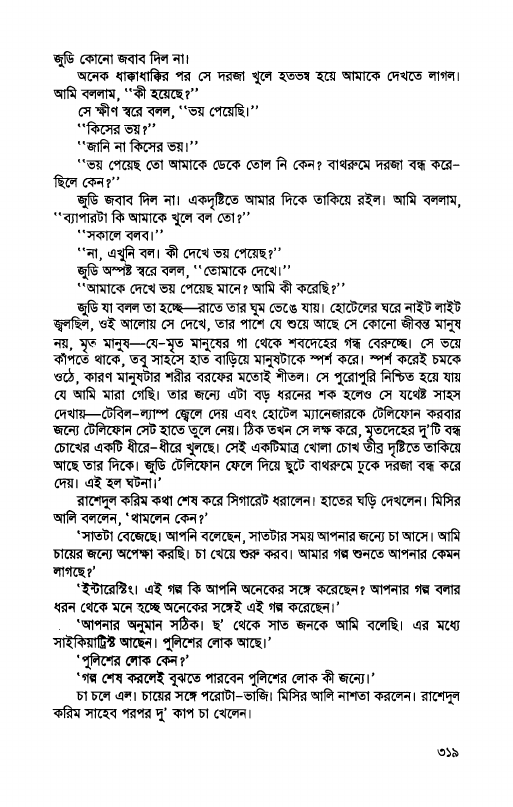 জুডি কোনো জবাব দিল না।
অনেক ধাক্কাধাক্কির পর সে দরজা খুলে হতভম্ব হয়ে আমাকে দেখতে লাগল।
আমি বললাম, ‘‘কী হয়েছে?’’
সে ক্ষীণ স্বরে বলল, ‘‘ভয় পেয়েছি।’’
‘‘কিসের ভয়?’’
‘‘জানি না কিসের ভয়।’’
‘‘ভয় পেয়েছ তো আমাকে ডেকে তোল নি কেন? বাথরুমে দরজা বন্ধ করে-
ছিলে কেন?’’
জুডি জবাব দিল না। একদৃষ্টিতে আমার দিকে তাকিয়ে রইল। আমি বললাম,
‘‘ব্যাপারটা কি আমাকে খুলে বল তো?’’
‘‘সকালে বলব।’’
‘‘না, এখুনি বল। কী দেখে ভয় পেয়েছ?’’
জুডি অস্পষ্ট স্বরে বলল, ‘‘তোমাকে দেখে।’’
‘‘আমাকে দেখে ভয় পেয়েছ মানে? আমি কী করেছি?’’
জুডি যা বলল তা হচ্ছে—রাতে তার ঘুম ভেঙে যায়। হোটেলের ঘরে নাইট লাইট
জ্বলছিল, ওই আলোয় সে দেখে, তার পাশে যে শুয়ে আছে সে কোনো জীবন্ত মানুষ
নয়, মৃত মানুষ—যে-মৃত মানুষের গা থেকে শবদেহের গন্ধ বেরুচ্ছে। সে ভয়ে
কাঁপতে থাকে, তবু সাহসে হাত বাড়িয়ে মানুষটাকে স্পর্শ করে। স্পর্শ করেই চমকে
ওঠে, কারণ মানুষটার শরীর বরফের মতোই শীতল। সে পুরোপুরি নিশ্চিত হয়ে যায়
যে আমি মারা গেছি। তার জন্যে এটা বড় ধরনের শক হলেও সে যথেষ্ট সাহস
দেখায়—টেবিল-ল্যাম্প জ্বেলে দেয় এবং হোটেল ম্যানেজারকে টেলিফোন করবার
জন্যে টেলিফোন সেট হাতে তুলে নেয়। ঠিক তখন সে লক্ষ করে, মৃতদেহের দু'টি বন্ধ
চোখের একটি ধীরে-ধীরে খুলছে। সেই একটিমাত্র খোলা চোখ তীব্র দৃষ্টিতে তাকিয়ে
আছে তার দিকে। জুডি টেলিফোন ফেলে দিয়ে ছুটে বাথরুমে ঢুকে দরজা বন্ধ করে
দেয়। এই হল ঘটনা।’
রাশেদুল করিম কথা শেষ করে সিগারেট ধরালেন। হাতের ঘড়ি দেখলেন। মিসির
আলি বললেন, ‘থামলেন কেন?’
‘সাতটা বেজেছে। আপনি বলেছেন, সাতটার সময় আপনার জন্যে চা আসে। আমি
চায়ের জন্যে অপেক্ষা করছি। চা খেয়ে শুরু করব। আমার গল্প শুনতে আপনার কেমন
লাগছে?’
‘ইন্টারেস্টিং। এই গল্প কি আপনি অনেকের সঙ্গে করেছেন? আপনার গল্প বলার
ধরন থেকে মনে হচ্ছে অনেকের সঙ্গেই এই গল্প করেছেন।’
‘আপনার অনুমান সঠিক। ছ' থেকে সাত জনকে আমি বলেছি। এর মধ্যে
সাইকিয়াট্রিস্ট আছেন। পুলিশের লোক আছে।’
‘পুলিশের লোক কেন?’
‘গল্প শেষ করলেই বুঝতে পারবেন পুলিশের লোক কী জন্যে।’
চা চলে এল। চায়ের সঙ্গে পরোটা-ভাজি। মিসির আলি নাশতা করলেন। রাশেদুল
করিম সাহেব পরপর দু' কাপ চা খেলেন।
৩১৯